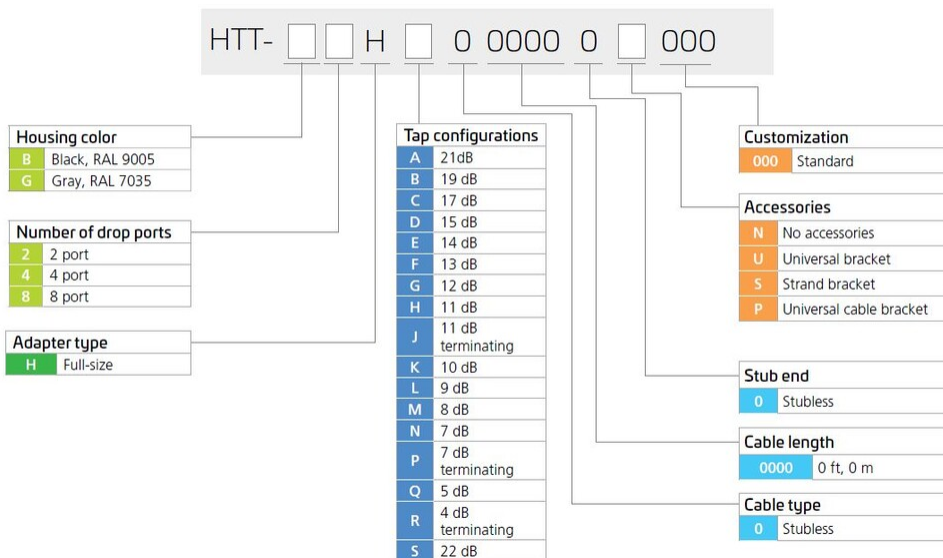 HTT- H 0 0000 0 000
Housing color
B Black, RAL 9005
G Gray, RAL 7035
Number of drop ports
2 2 port
4 4 port
8 8 port
Adapter type
H Full-size
Tap configurations
A 21dB
B 19 dB
C 17 dB
D 15 dB
E 14 dB
F 13 dB
G 12 dB
H 11 dB
J 11 dB
terminating
K 10 dB
L 9 dB
M 8 dB
N 7 dB
P 7 dB
terminating
Q 5 dB
R 4 dB
terminating
S 22 dB
Customization
000 Standard
Accessories
N No accessories
U Universal bracket
S Strand bracket
P Universal cable bracket
Stub end
0 Stubless
Cable length
0000 0 ft, 0 m
Cable type
0 Stubless